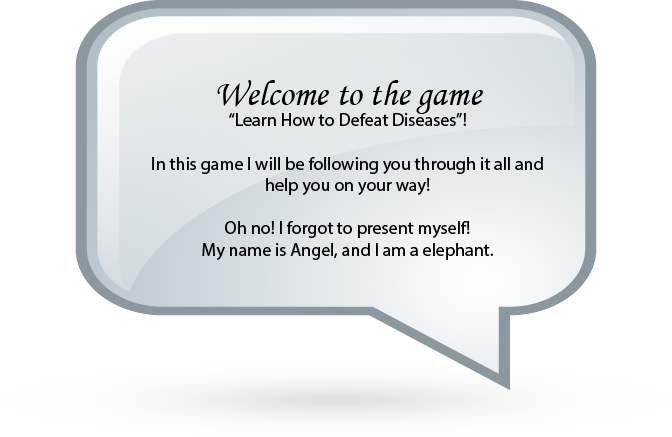 Welcome to the game
“Learn How to Defeat Diseases”!
In this game I will be following you through it all and
help you on your way!
Oh no! I forgot to present myself!
My name is Angel, and I am a elephant.